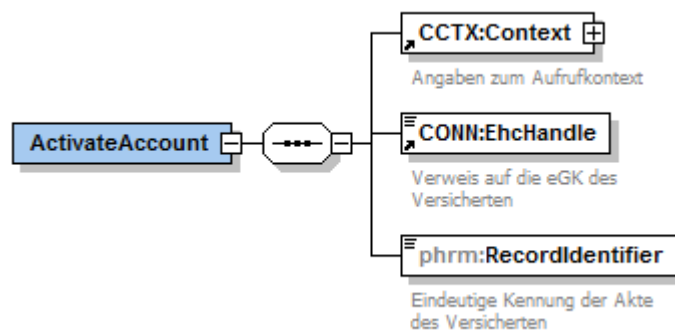 CCTX:Context
Angaben zum Aufrufkontext
ActivateAccount
CONN:EhcHandle
Verweis auf die eGK des
Versicherten
phrm:RecordIdentifier
Eindeutige Kennung der Akte
des Versicherten